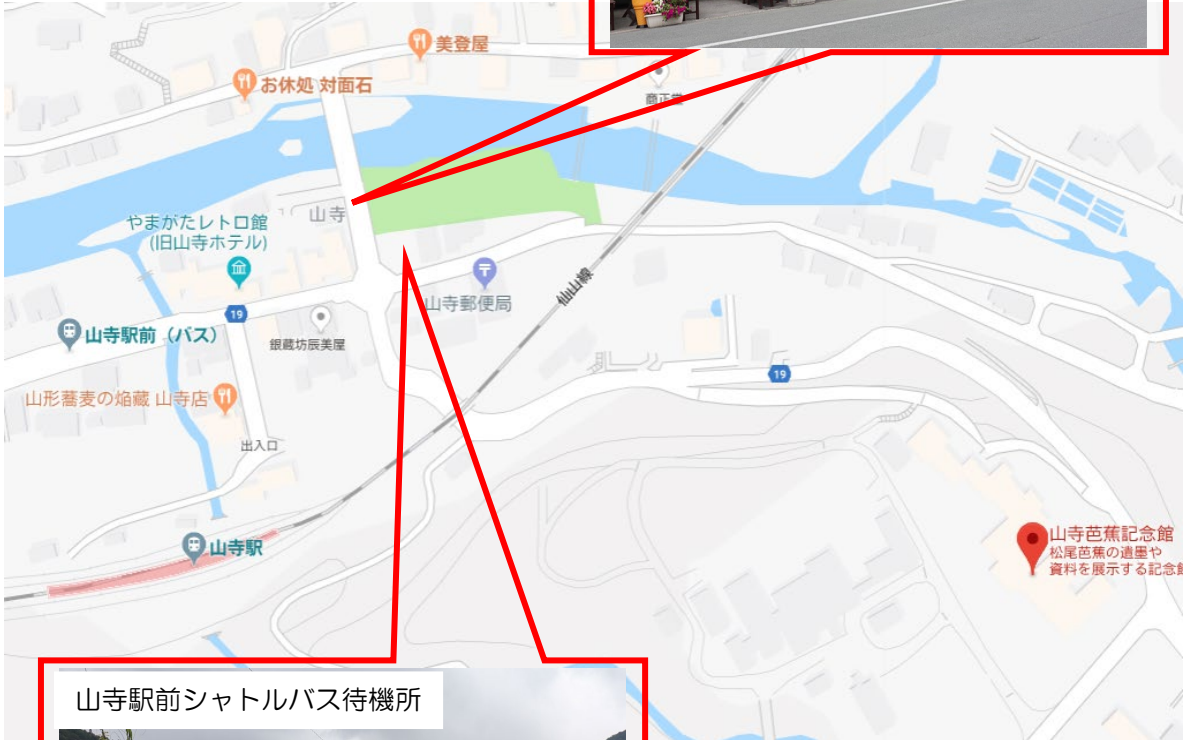 美登屋
お休処 対面石
商正堂
山寺
やまがたレトロ館
(旧山寺ホテル)
山寺郵便局
仙山線
19
山寺駅前（バス）
銀蔵坊辰美屋
19
山形蕎麦の焔蔵 山寺店
出入口
山寺駅
山寺芭蕉記念館
松尾芭蕉の遺墨や
資料を展示する記念館
山寺駅前シャトルバス待機所